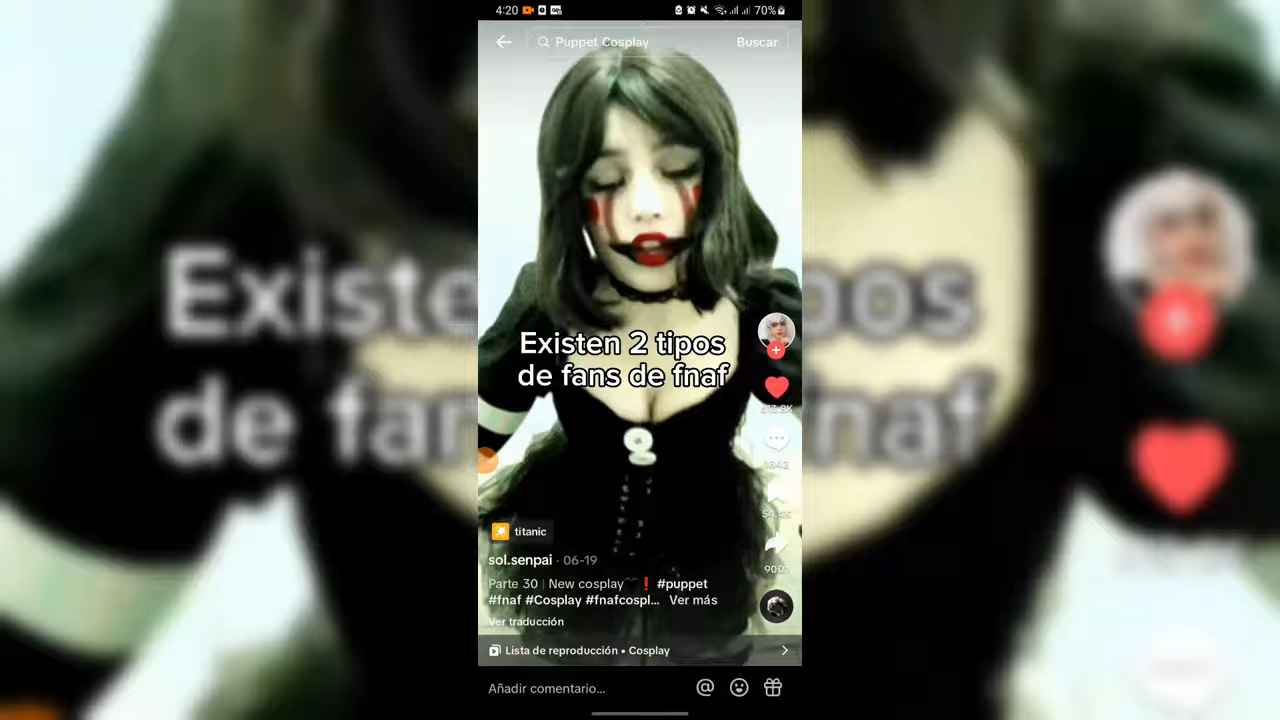 4:20
70%
Puppet Cosplay
Buscar
Existen 2 tipos
de fans de fnaf
1842
9001
titanic
sol.senpai · 06-19
Parte 30 | New cosplay ❗ #puppet
#fnaf #Cosplay #fnafcospl... Ver más
Ver traducción
Lista de reproducción • Cosplay
Añadir comentario...